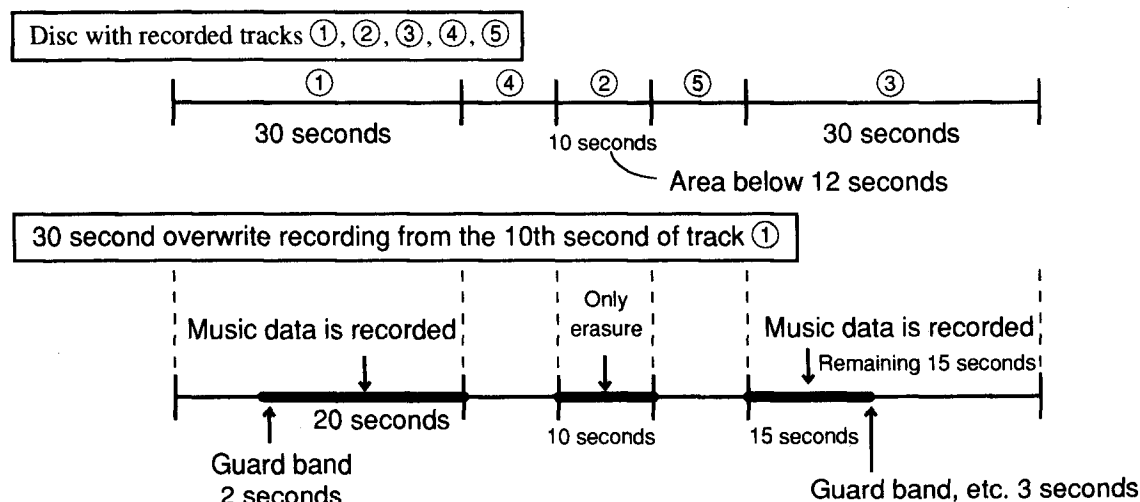 Disc with recorded tracks ①, ②, ③, ④, ⑤
① ④ ② ⑤ ③
30 seconds 10 seconds 30 seconds
Area below 12 seconds
30 second overwrite recording from the 10th second of track ①
Only
erasure
Music data is recorded Music data is recorded
Remaining 15 seconds
20 seconds 10 seconds 15 seconds
Guard band
2 seconds
Guard band, etc. 3 seconds